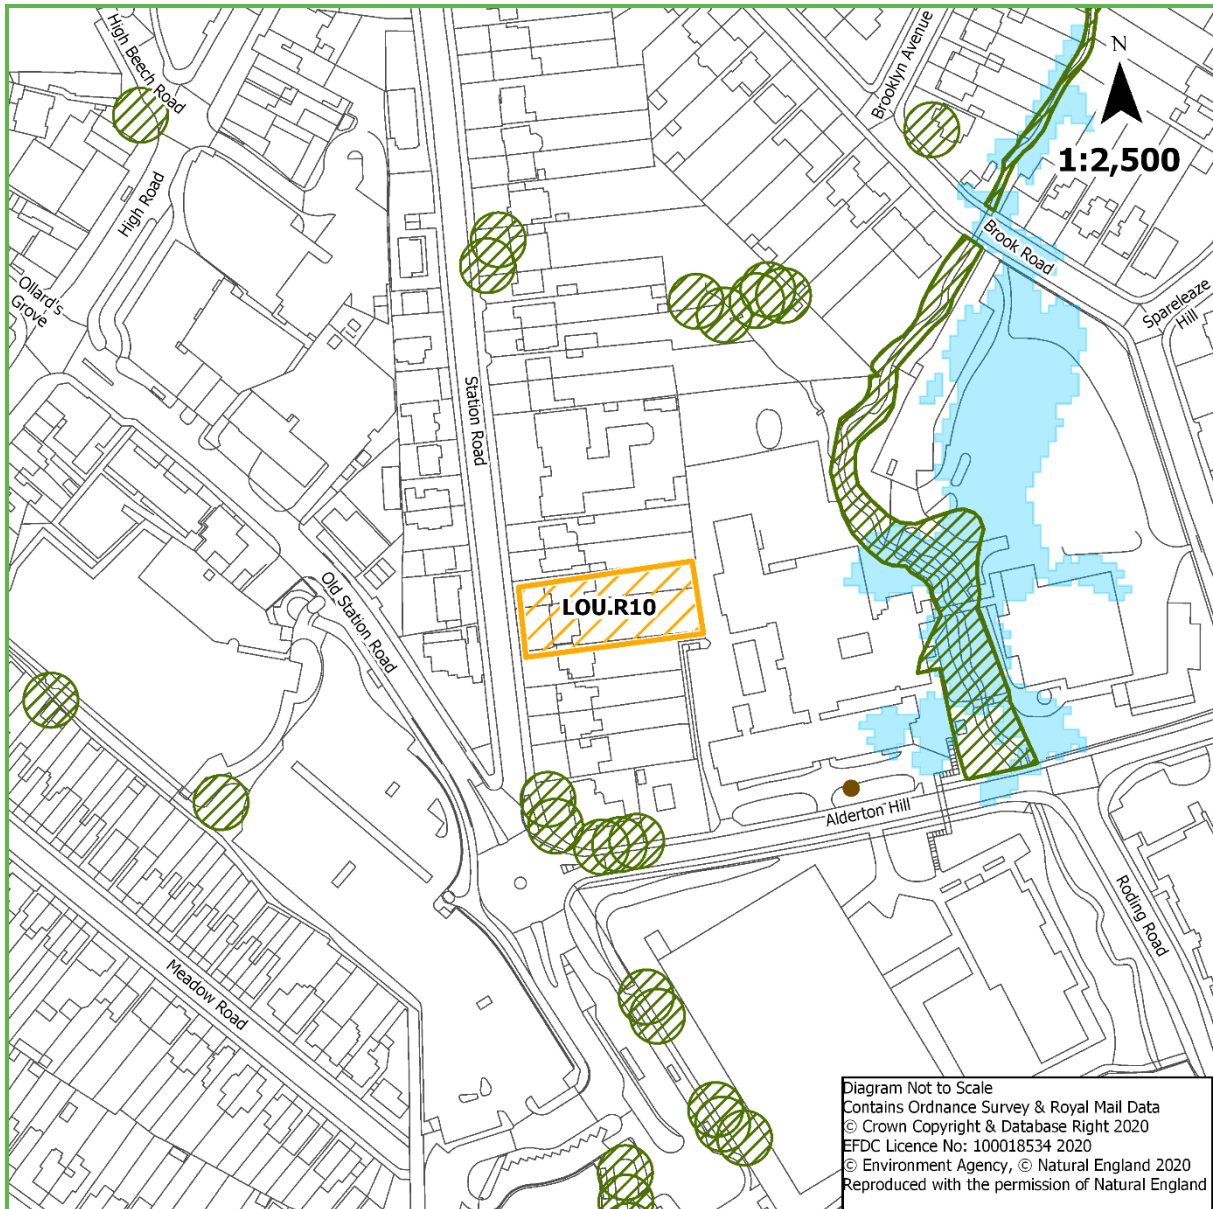 High Beech Road
Brooklyn Avenue
N
1:2,500
High Road
Ollard's
Grove
Brook Road
Spareleaze
Hill
Station Road
LOU.R10
Old Station Road
Alderton Hill
Roding Road
Meadow Road
Diagram Not to Scale
Contains Ordnance Survey & Royal Mail Data
© Crown Copyright & Database Right 2020
EFDC Licence No: 100018534 2020
© Environment Agency, © Natural England 2020
Reproduced with the permission of Natural England